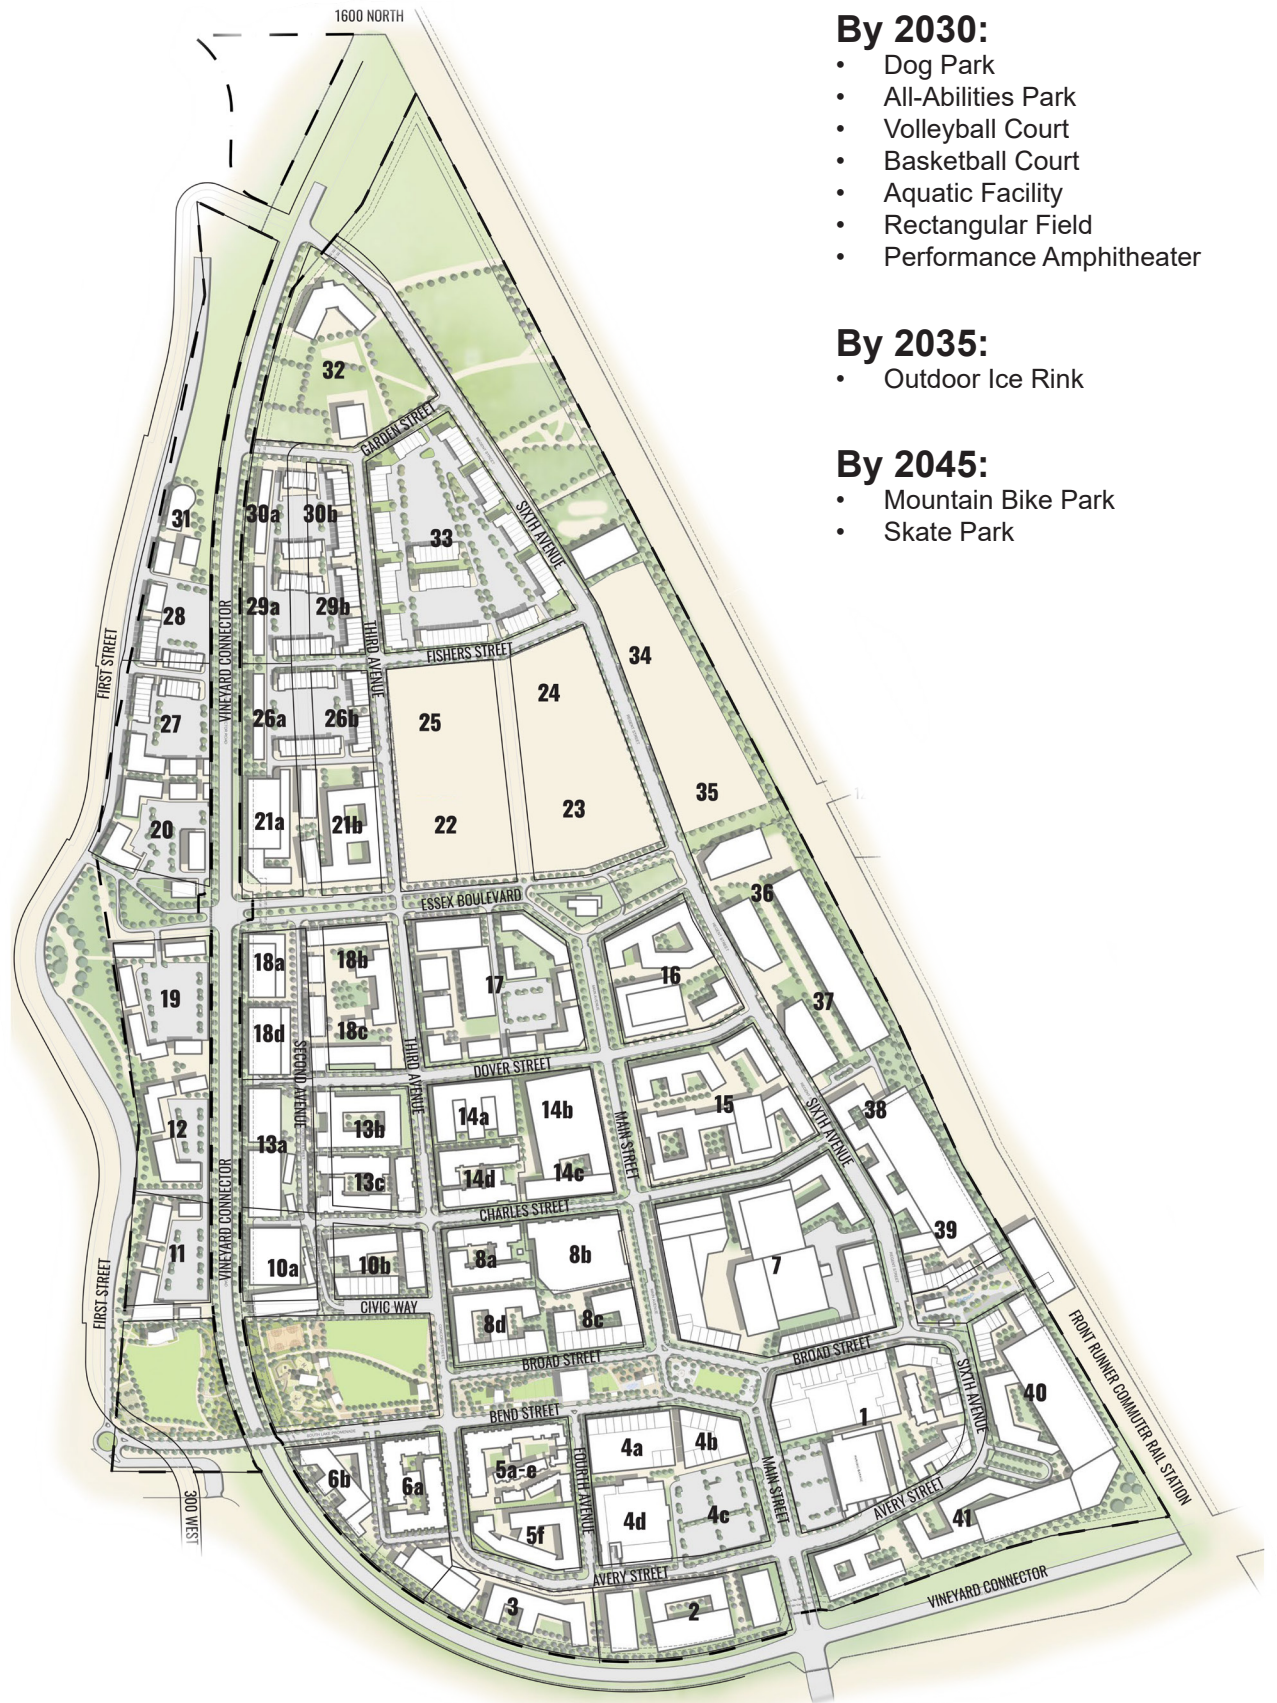 1600 NORTH
By 2030:
• Dog Park
• All-Abilities Park
• Volleyball Court
• Basketball Court
• Aquatic Facility
• Rectangular Field
• Performance Amphitheater
By 2035:
• Outdoor Ice Rink
By 2045:
• Mountain Bike Park
• Skate Park
32
GARDEN STREET
31
30a
30b
33
SIXTH AVENUE
28
29a
29b
FIRST STREET
VINEYARD CONNECTOR
THIRD AVENUE
FISHERS STREET
34
27
26a
26b
25
24
35
20
21a
21b
22
23
36
ESSEX BOULEVARD
18a
18b
17
16
19
37
18d
18c
SECOND AVENUE
THIRD AVENUE
DOVER STREET
12
13a
13b
14a
14b
MAIN STREET
15
SIXTH AVENUE
38
13c
14d
14c
CHARLES STREET
VINEYARD CONNECTOR
11
10a
10b
8a
8b
7
39
FIRST STREET
CIVIC WAY
8d
8c
BROAD STREET
BROAD STREET
FRONT RUNNER COMMUTER RAIL STATION
SIXTH AVENUE
40
BEND STREET
1
6b
6a
5a-e
FOURTH AVENUE
4a
4b
MAIN STREET
300 WEST
5f
4d
4c
AVERY STREET
41
AVERY STREET
3
2
VINEYARD CONNECTOR